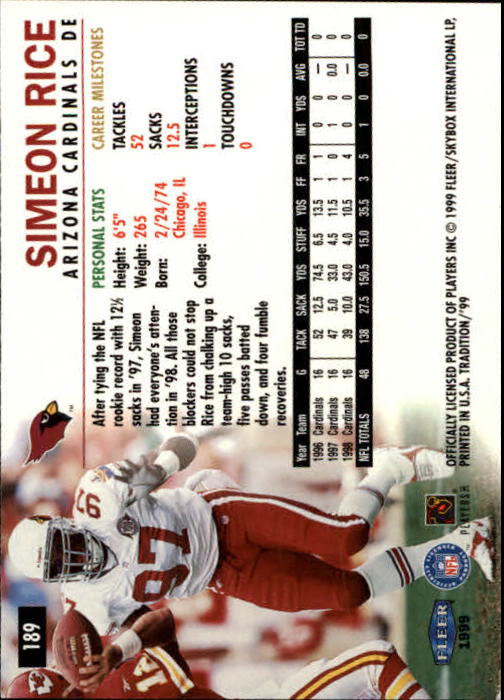 189
SIMEON RICE
ARIZONA CARDINALS DE
After tying the NFL
rookie record with 12½
sacks in '97, Simeon
had everyone's atten-
tion in '98. All those
blockers could not stop
Rice from chalking up a
team-high 10 sacks,
five passes batted
down, and four fumble
recoveries.
PERSONAL STATS
Height: 6'5"
Weight: 265
Born: 2/24/74
Chicago, IL
College: Illinois
CAREER MILESTONES
TACKLES
52
SACKS
12.5
INTERCEPTIONS
1
TOUCHDOWNS
0
Year Team G TACK SACK YDS STUFF YDS FF FR INT YDS AVG TOT TD
1996 Cardinals 16 52 12.5 74.5 6.5 13.5 1 1 0 0 — 0
1997 Cardinals 16 47 5.0 33.0 4.5 11.5 1 0 1 0 0.0 0
1998 Cardinals 16 39 10.0 43.0 4.0 10.5 1 4 0 0 — 0
NFL TOTALS 48 138 27.5 150.5 15.0 35.5 3 5 1 0 0.0 0
OFFICIALLY LICENSED PRODUCT OF PLAYERS INC © 1999 FLEER/SKYBOX INTERNATIONAL LP,
PRINTED IN U.S.A. TRADITION/'99
FLEER
1999
NFL
PLAYERS INC
97
97